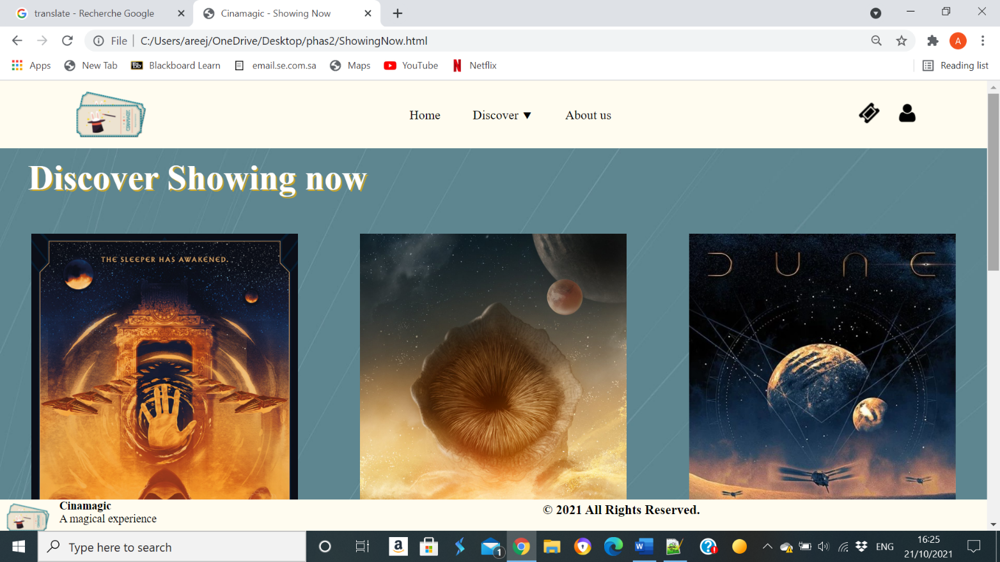 translate - Recherche Google
Cinamagic - Showing Now
File
C:/Users/areej/OneDrive/Desktop/phas2/ShowingNow.html
A
Apps
New Tab
Bb
Blackboard Learn
email.se.com.sa
Maps
YouTube
Netflix
Reading list
CINAMAGIC
Home
Discover ▼
About us
Discover Showing now
THE SLEEPER HAS AWAKENED.
DUNE
Cinamagic
A magical experience
© 2021 All Rights Reserved.
Type here to search
1
ENG
16:25
21/10/2021